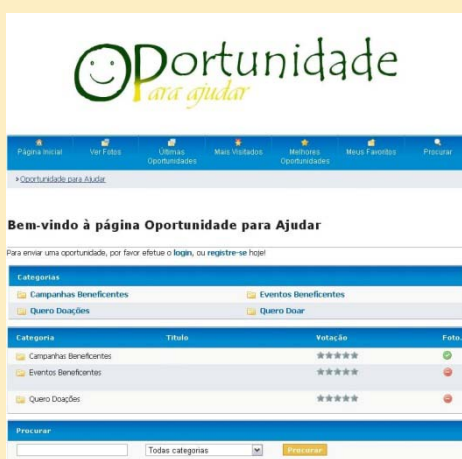 OPortunidade
Para ajudar
Página Inicial Ver Fotos Últimas Oportunidades Mais Visitados Melhores Oportunidades Meus Favoritos Procurar
> Oportunidade para Ajudar
Bem-vindo à página Oportunidade para Ajudar
Para enviar uma oportunidade, por favor efetue o login, ou registre-se hoje!
Categorias
Campanhas Beneficentes Eventos Beneficentes
Quero Doações Quero Doar
Categoria Título Votação Foto.
Campanhas Beneficentes
Eventos Beneficentes
Quero Doações
Procurar
Todas categorias Procurar